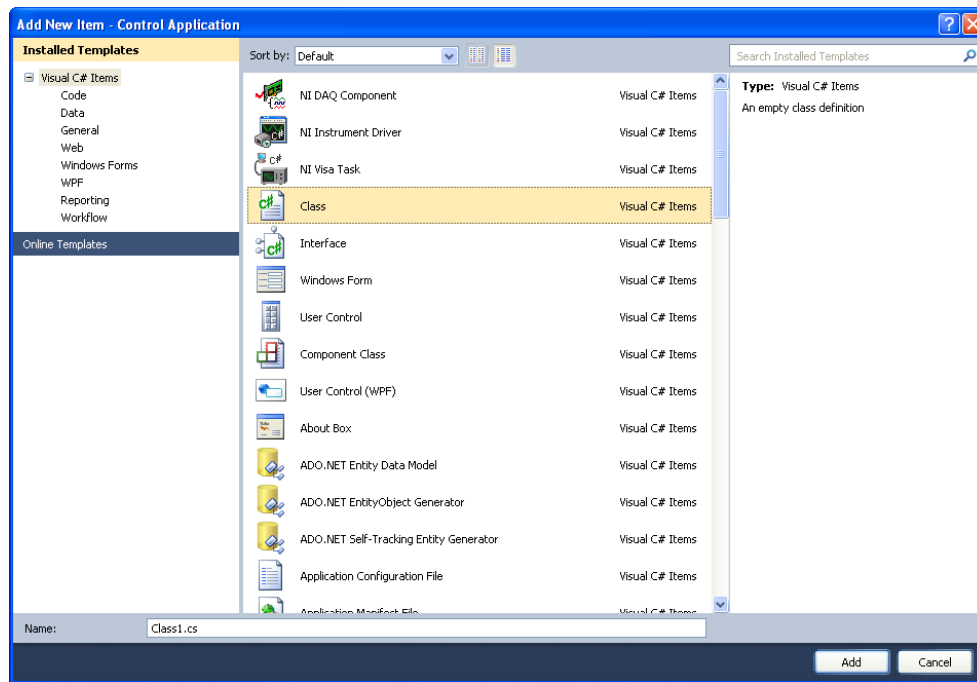 Add New Item - Control Application
Installed Templates
Sort by: Default
Search Installed Templates
Visual C# Items
Code
Data
General
Web
Windows Forms
WPF
Reporting
Workflow
Online Templates
NI DAQ Component Visual C# Items
NI Instrument Driver Visual C# Items
NI Visa Task Visual C# Items
Class Visual C# Items
Interface Visual C# Items
Windows Form Visual C# Items
User Control Visual C# Items
Component Class Visual C# Items
User Control (WPF) Visual C# Items
About Box Visual C# Items
ADO.NET Entity Data Model Visual C# Items
ADO.NET EntityObject Generator Visual C# Items
ADO.NET Self-Tracking Entity Generator Visual C# Items
Application Configuration File Visual C# Items
Application Manifest File Visual C# Items
Type: Visual C# Items
An empty class definition
Name: Class1.cs
Add Cancel